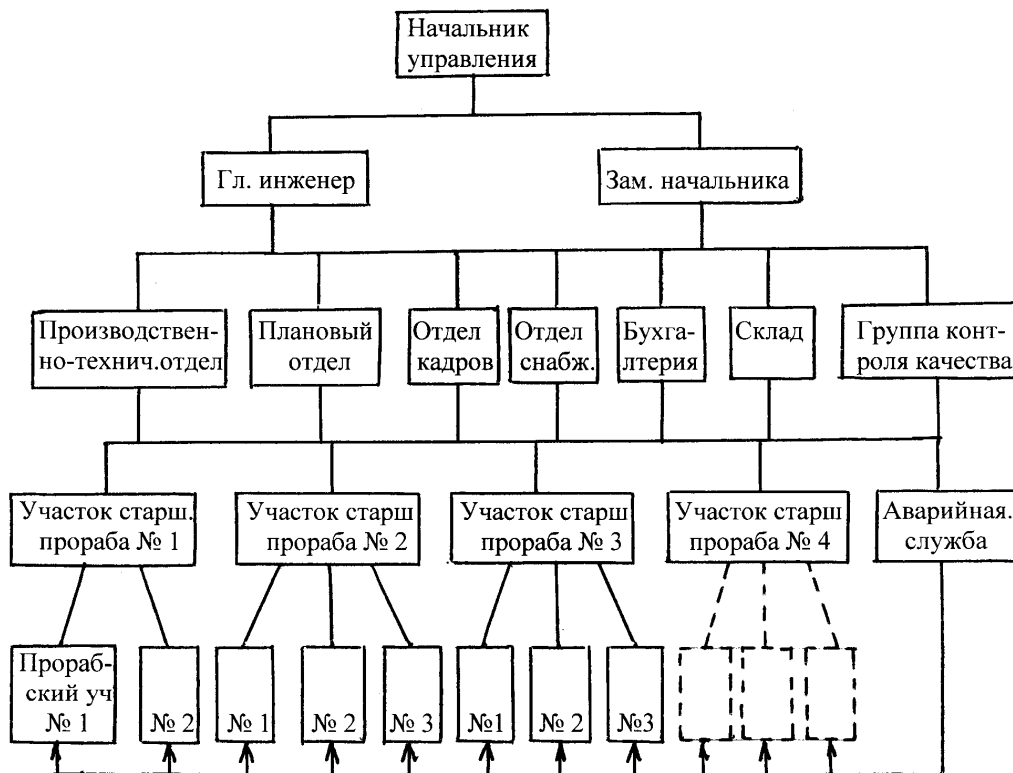 Начальник
управления
Гл. инженер
Зам. начальника
Производствен-
но-технич.отдел
Плановый
отдел
Отдел
кадров
Отдел
снабж.
Бухга-
лтерия
Склад
Группа конт-
роля качества
Участок старш.
прораба № 1
Участок старш
прораба № 2
Участок старш
прораба № 3
Участок старш
прораба № 4
Аварийная.
служба
Прораб-
ский уч
№ 1
№ 2
№ 1
№ 2
№ 3
№1
№ 2
№3